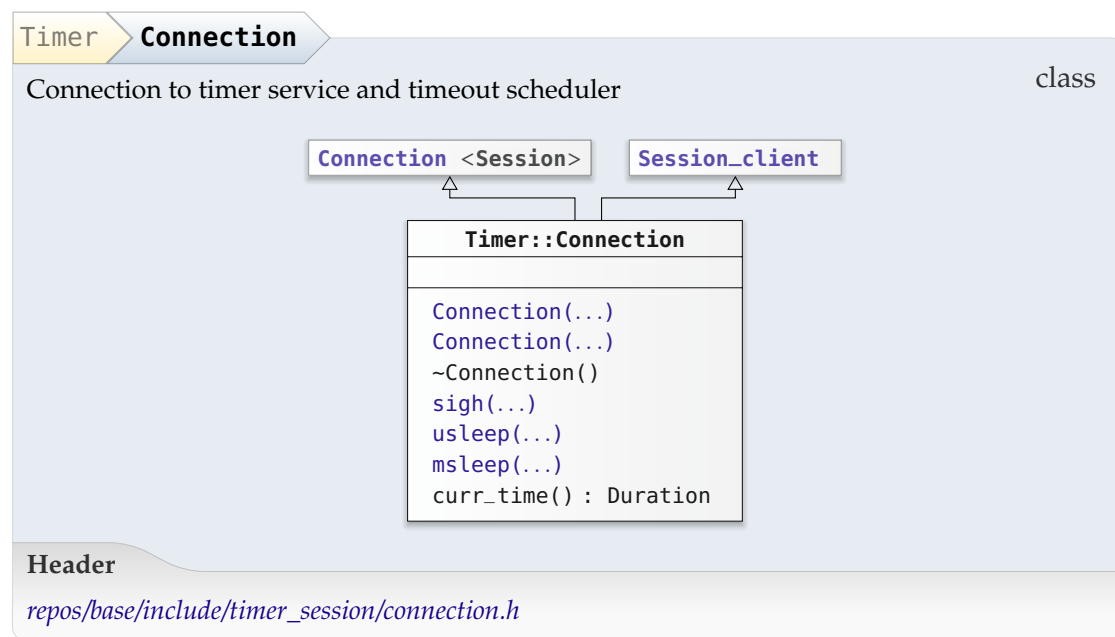 Timer Connection
class
Connection to timer service and timeout scheduler
Connection <Session> Session_client
Timer::Connection
Connection(...)
Connection(...)
~Connection()
sigh(...)
usleep(...)
msleep(...)
curr_time() : Duration
Header
repos/base/include/timer_session/connection.h